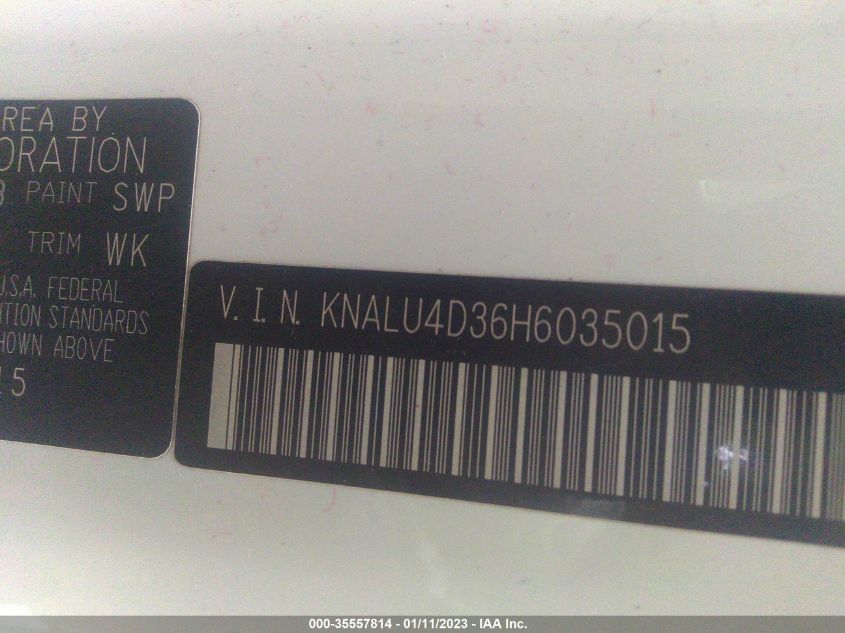 REA BY
ORATION
PAINT SWP
TRIM WK
U.S.A. FEDERAL
TION STANDARDS
HOWN ABOVE
15
V.I.N. KNALU4D36H6035015
000-35557814 - 01/11/2023 - IAA Inc.